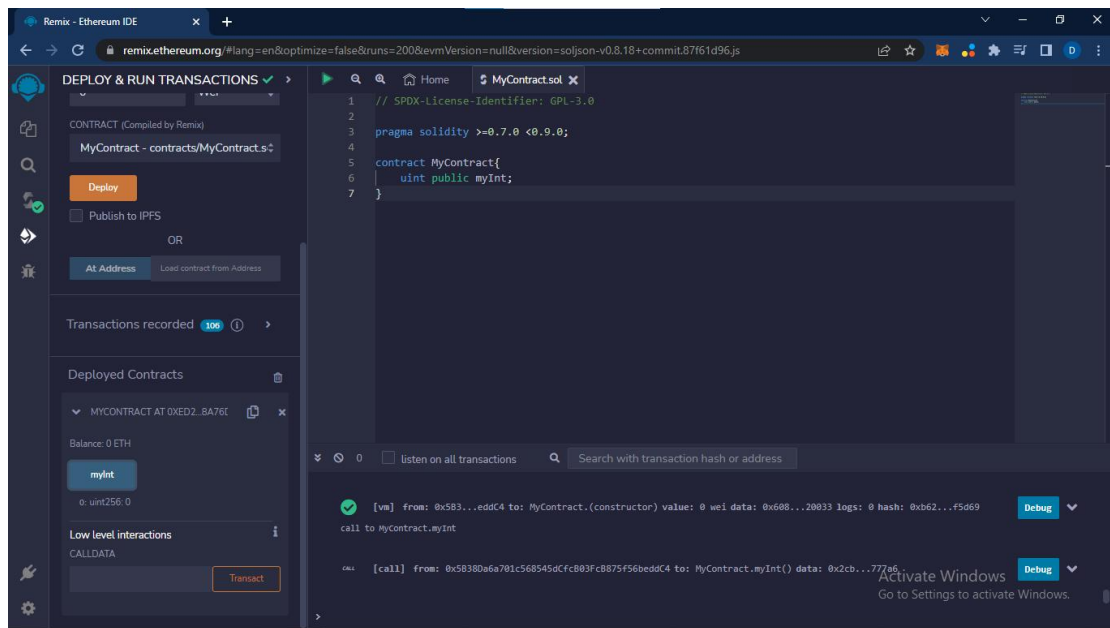 Remix - Ethereum IDE
remix.ethereum.org/#lang=en&optimize=false&runs=200&evmVersion=null&version=soljson-v0.8.18+commit.87f61d96.js
D
DEPLOY & RUN TRANSACTIONS
Home
MyContract.sol
CONTRACT (Compiled by Remix)
MyContract - contracts/MyContract.s
Deploy
Publish to IPFS
OR
At Address
Load contract from Address
Transactions recorded 106 i
Deployed Contracts
MYCONTRACT AT 0XED2...8A76
Balance: 0 ETH
myInt
0: uint256: 0
Low level interactions
CALLDATA
Transact
1 // SPDX-License-Identifier: GPL-3.0
2
3 pragma solidity >=0.7.0 <0.9.0;
4
5 contract MyContract{
6 uint public myInt;
7 }
0
listen on all transactions
Search with transaction hash or address
[vm] from: 0x5B3...eddC4 to: MyContract.(constructor) value: 0 wei data: 0x608...20033 logs: 0 hash: 0xb62...f5d69
Debug
call to MyContract.myInt
CALL [call] from: 0x5B38Da6a701c568545dCfcB03FcB875f56beddC4 to: MyContract.myInt() data: 0x2cb...777a6
Debug
Activate Windows
Go to Settings to activate Windows.
>